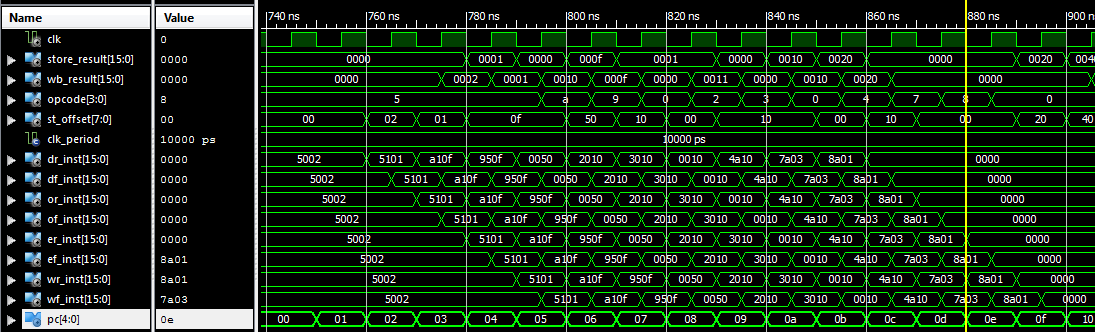 Name Value 740 ns 760 ns 780 ns 800 ns 820 ns 840 ns 860 ns 880 ns 900
clk 0
store_result[15:0] 0000 0000 0001 0000 000f 0001 0000 0010 0020 0000 0020 004
wb_result[15:0] 0000 0000 0002 0001 0010 000f 0000 0011 0000 0010 0020 0000
opcode[3:0] 8 5 a 9 0 2 3 0 4 7 8 0
st_offset[7:0] 00 00 02 01 0f 50 10 00 10 00 10 00 20 40
clk_period 10000 ps 10000 ps
dr_inst[15:0] 0000 5002 5101 a10f 950f 0050 2010 3010 0010 4a10 7a03 8a01 0000
df_inst[15:0] 0000 5002 5101 a10f 950f 0050 2010 3010 0010 4a10 7a03 8a01 0000
or_inst[15:0] 0000 5002 5101 a10f 950f 0050 2010 3010 0010 4a10 7a03 8a01 0000
of_inst[15:0] 0000 5002 5101 a10f 950f 0050 2010 3010 0010 4a10 7a03 8a01 0000
er_inst[15:0] 0000 5002 5101 a10f 950f 0050 2010 3010 0010 4a10 7a03 8a01 0000
ef_inst[15:0] 8a01 5002 5101 a10f 950f 0050 2010 3010 0010 4a10 7a03 8a01 0000
wr_inst[15:0] 8a01 5002 5101 a10f 950f 0050 2010 3010 0010 4a10 7a03 8a01 0000
wf_inst[15:0] 7a03 5002 5101 a10f 950f 0050 2010 3010 0010 4a10 7a03 8a01 0000
pc[4:0] 0e 00 01 02 03 04 05 06 07 08 09 0a 0b 0c 0d 0e 0f 10